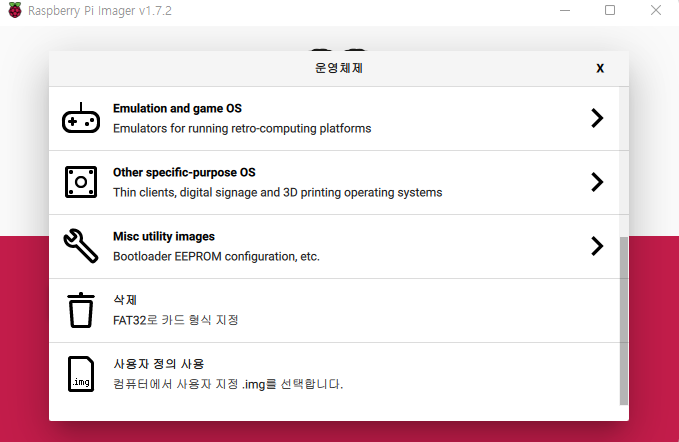 Raspberry Pi Imager v1.7.2
운영체제
X
Emulation and game OS
Emulators for running retro-computing platforms
Other specific-purpose OS
Thin clients, digital signage and 3D printing operating systems
Misc utility images
Bootloader EEPROM configuration, etc.
삭제
FAT32로 카드 형식 지정
사용자 정의 사용
.img
컴퓨터에서 사용자 지정 .img를 선택합니다.